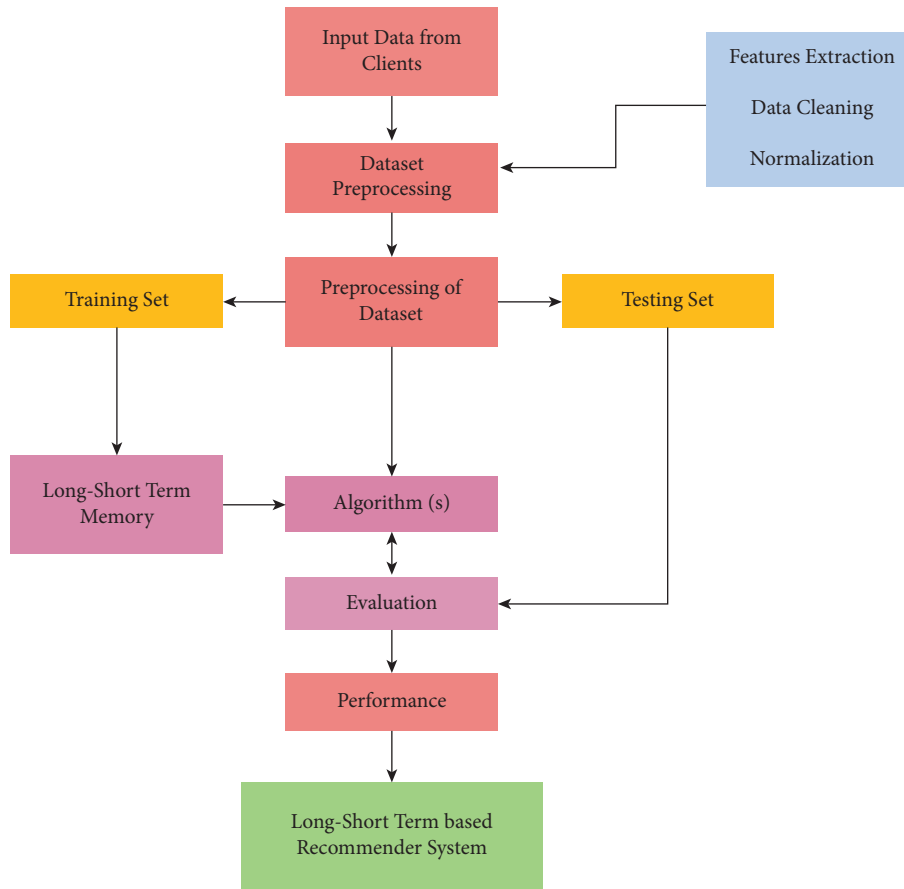 Input Data from
Clients
Features Extraction
Data Cleaning
Normalization
Dataset
Preprocessing
Training Set
Preprocessing of
Dataset
Testing Set
Long-Short Term
Memory
Algorithm (s)
Evaluation
Performance
Long-Short Term based
Recommender System